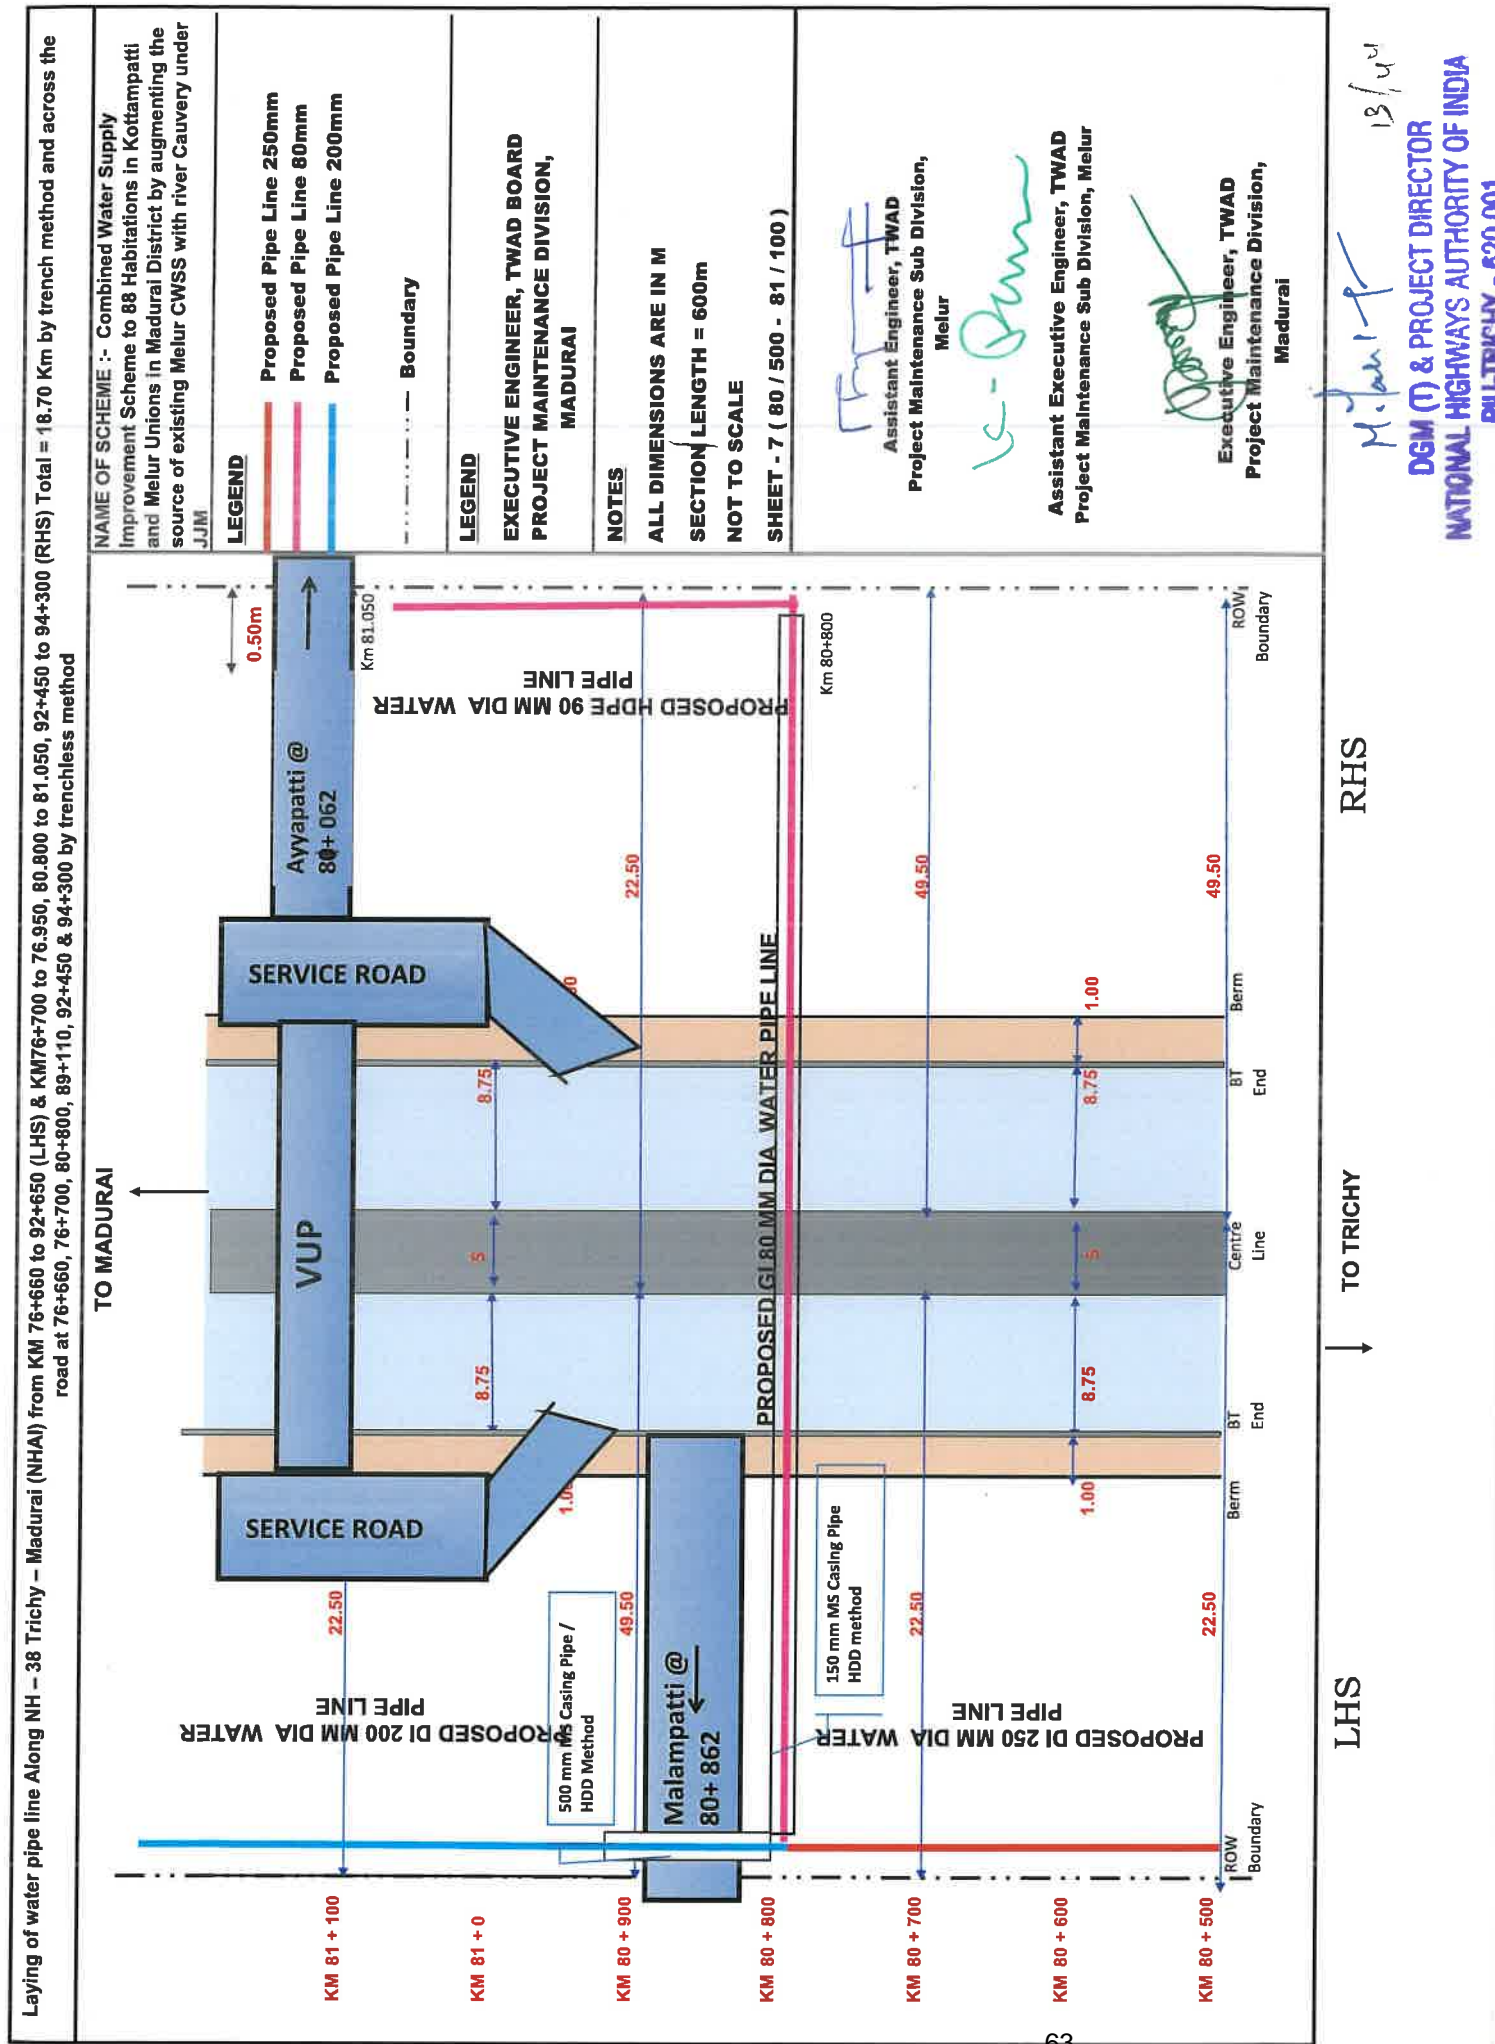 Laying of water pipe line Along NH – 38 Trichy – Madurai (NHAI) from KM 76+660 to 92+650 (LHS) & KM76+700 to 76.950, 80.800 to 81.050, 92+450 to 94+300 (RHS) Total = 18.70 Km by trench method and across the
road at 76+660, 76+700, 80+800, 89+110, 92+450 & 94+300 by trenchless method
NAME OF SCHEME :- Combined Water Supply
Improvement Scheme to 88 Habitations in Kottampatti
and Melur Unions in Madurai District by augmenting the
source of existing Melur CWSS with river Cauvery under
JJM
LEGEND
Proposed Pipe Line 250mm
Proposed Pipe Line 80mm
Proposed Pipe Line 200mm
Boundary
LEGEND
EXECUTIVE ENGINEER, TWAD BOARD
PROJECT MAINTENANCE DIVISION,
MADURAI
NOTES
ALL DIMENSIONS ARE IN M
SECTION LENGTH = 600m
NOT TO SCALE
SHEET - 7 ( 80 / 500 - 81 / 100 )
Assistant Engineer, TWAD
Project Maintenance Sub Division,
Melur
Assistant Executive Engineer, TWAD
Project Maintenance Sub Division, Melur
Executive Engineer, TWAD
Project Maintenance Division,
Madurai
DGM (T) & PROJECT DIRECTOR
NATIONAL HIGHWAYS AUTHORITY OF INDIA
PIU-TRICHY - 620 001
TO MADURAI
KM 81 + 100
22.50
SERVICE ROAD
VUP
SERVICE ROAD
Ayyapatti @
80+ 062
0.50m
Km 81.050
PROPOSED DI 200 MM DIA WATER
PIPE LINE
KM 81 + 0
8.75
5
8.75
PROPOSED HDPE 90 MM DIA WATER
PIPE LINE
500 mm MS Casing Pipe /
HDD Method
1.00
KM 80 + 900
49.50
22.50
Malampatti @
80+ 862
KM 80 + 800
PROPOSED GI 80 MM DIA WATER PIPE LINE
Km 80+800
150 mm MS Casing Pipe
HDD method
PROPOSED DI 250 MM DIA WATER
PIPE LINE
KM 80 + 700
22.50
49.50
KM 80 + 600
1.00
8.75
5
8.75
1.00
KM 80 + 500
22.50
49.50
ROW
Boundary
Berm
BT
End
Centre
Line
BT
End
Berm
ROW
Boundary
LHS
TO TRICHY
RHS
63